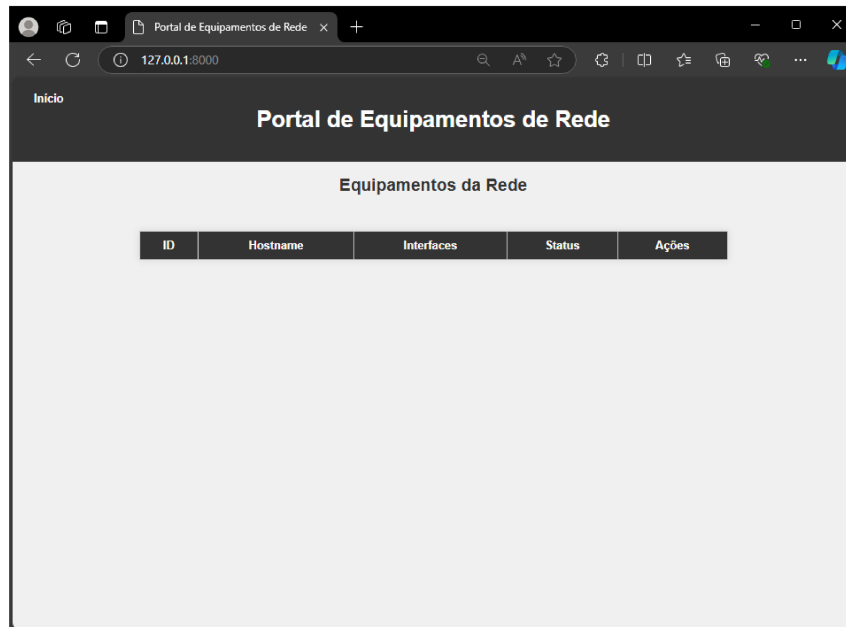 Portal de Equipamentos de Rede
127.0.0.1:8000
Início
Portal de Equipamentos de Rede
Equipamentos da Rede
ID Hostname Interfaces Status Ações